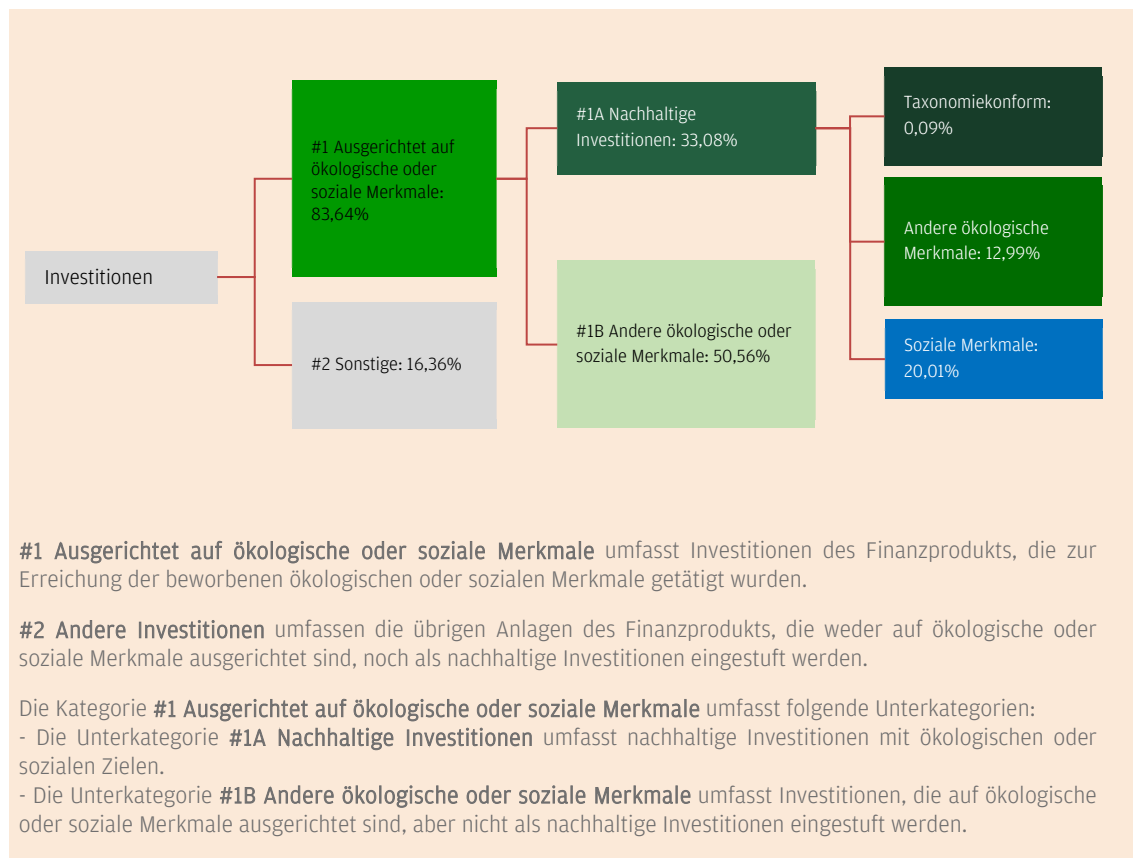 Investitionen
#1 Ausgerichtet auf
ökologische oder
soziale Merkmale:
83,64%
#2 Sonstige: 16,36%
#1A Nachhaltige
Investitionen: 33,08%
#1B Andere ökologische oder
soziale Merkmale: 50,56%
Taxonomiekonform:
0,09%
Andere ökologische
Merkmale: 12,99%
Soziale Merkmale:
20,01%
#1 Ausgerichtet auf ökologische oder soziale Merkmale umfasst Investitionen des Finanzprodukts, die zur
Erreichung der beworbenen ökologischen oder sozialen Merkmale getätigt wurden.
#2 Andere Investitionen umfassen die übrigen Anlagen des Finanzprodukts, die weder auf ökologische oder
soziale Merkmale ausgerichtet sind, noch als nachhaltige Investitionen eingestuft werden.
Die Kategorie #1 Ausgerichtet auf ökologische oder soziale Merkmale umfasst folgende Unterkategorien:
- Die Unterkategorie #1A Nachhaltige Investitionen umfasst nachhaltige Investitionen mit ökologischen oder
sozialen Zielen.
- Die Unterkategorie #1B Andere ökologische oder soziale Merkmale umfasst Investitionen, die auf ökologische
oder soziale Merkmale ausgerichtet sind, aber nicht als nachhaltige Investitionen eingestuft werden.